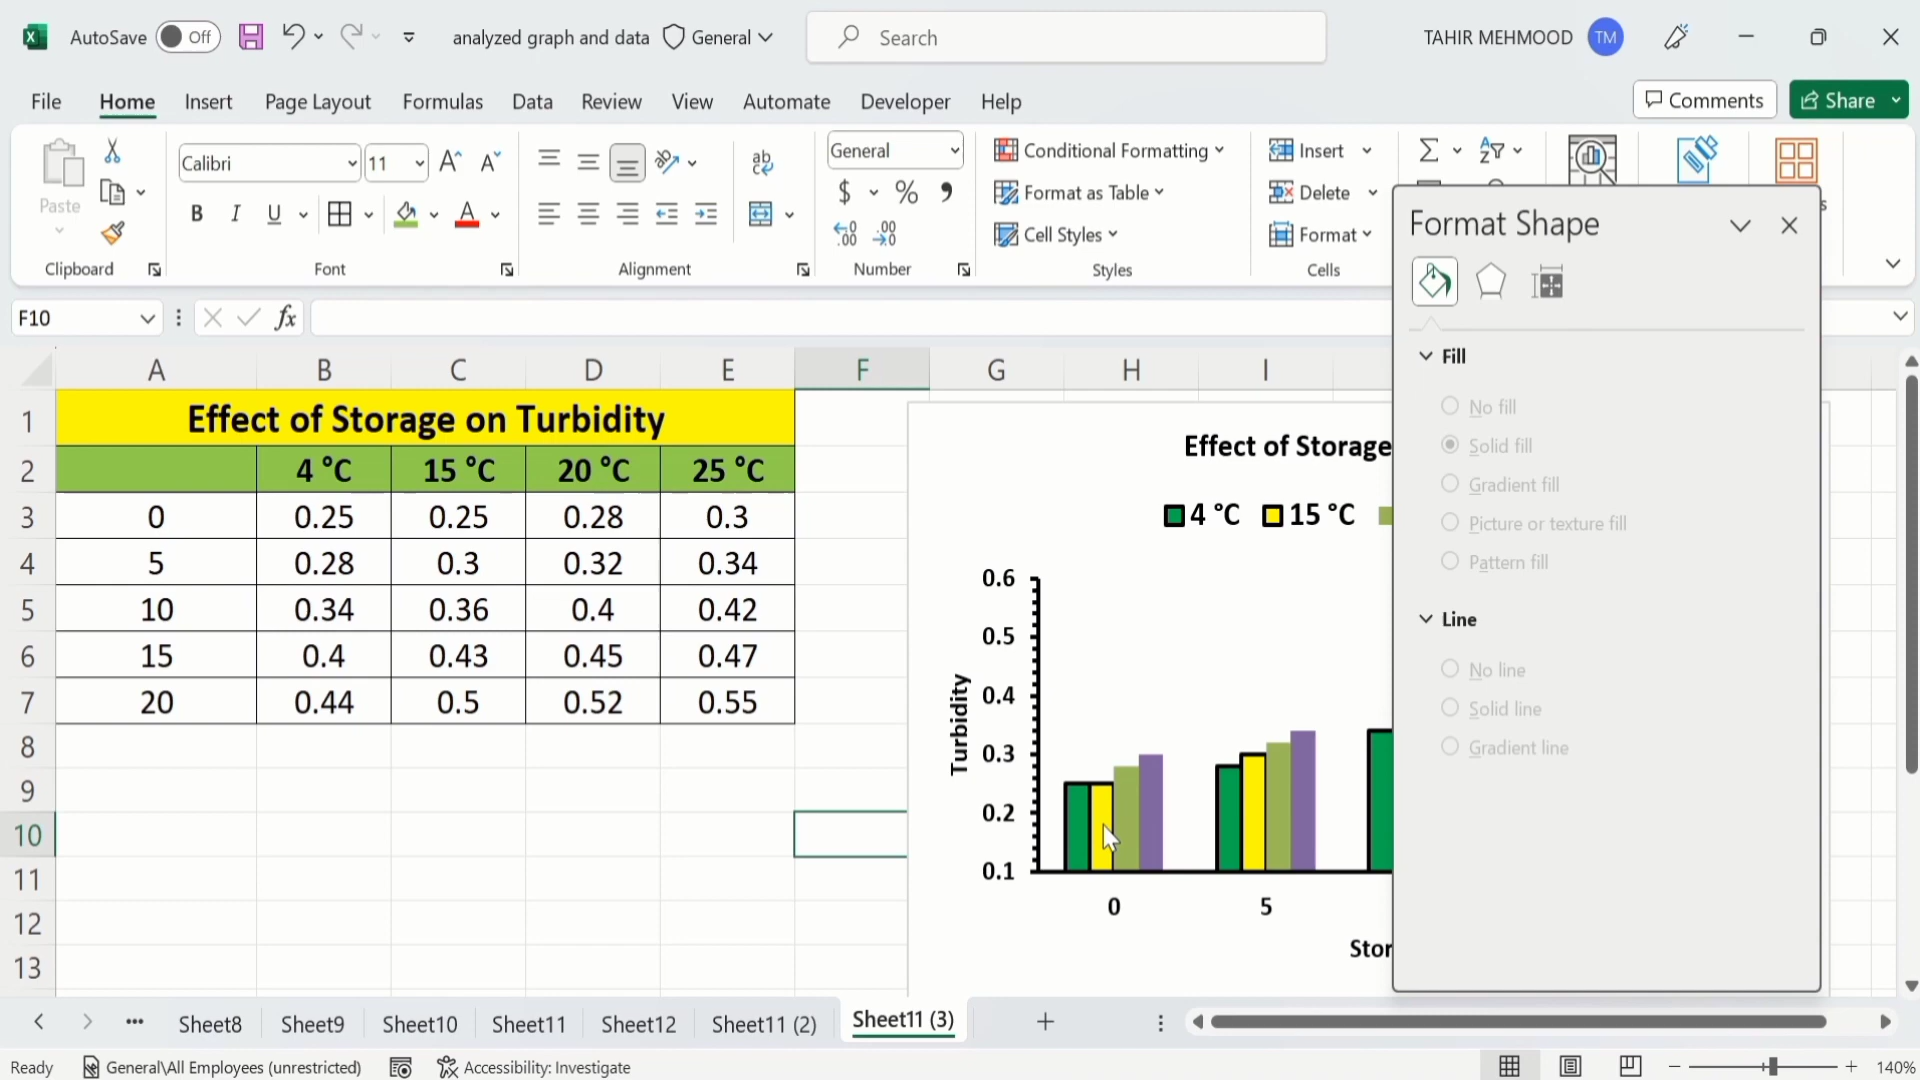 AutoSave Off analyzed graph and data General Search TAHIR MEHMOOD TM
File Home Insert Page Layout Formulas Data Review View Automate Developer Help Comments Share
Paste
Clipboard
Calibri 11
B I U A
Font
ab
Alignment
General
$ % 9
Number
Conditional Formatting
Format as Table
Cell Styles
Styles
Insert
Delete
Format
Cells
F10 fx
Format Shape
Fill
No fill
Solid fill
Gradient fill
Picture or texture fill
Pattern fill
Line
No line
Solid line
Gradient line
A B C D E F G H I
1 Effect of Storage on Turbidity
2 4 °C 15 °C 20 °C 25 °C
3 0 0.25 0.25 0.28 0.3
4 5 0.28 0.3 0.32 0.34
5 10 0.34 0.36 0.4 0.42
6 15 0.4 0.43 0.45 0.47
7 20 0.44 0.5 0.52 0.55
8
9
10
11
12
13
Effect of Storage
4 °C 15 °C
0.6
0.5
0.4
0.3
0.2
0.1
Turbidity
0 5
Stor
Sheet8 Sheet9 Sheet10 Sheet11 Sheet12 Sheet11 (2) Sheet11 (3)
Ready General\All Employees (unrestricted) Accessibility: Investigate 140%